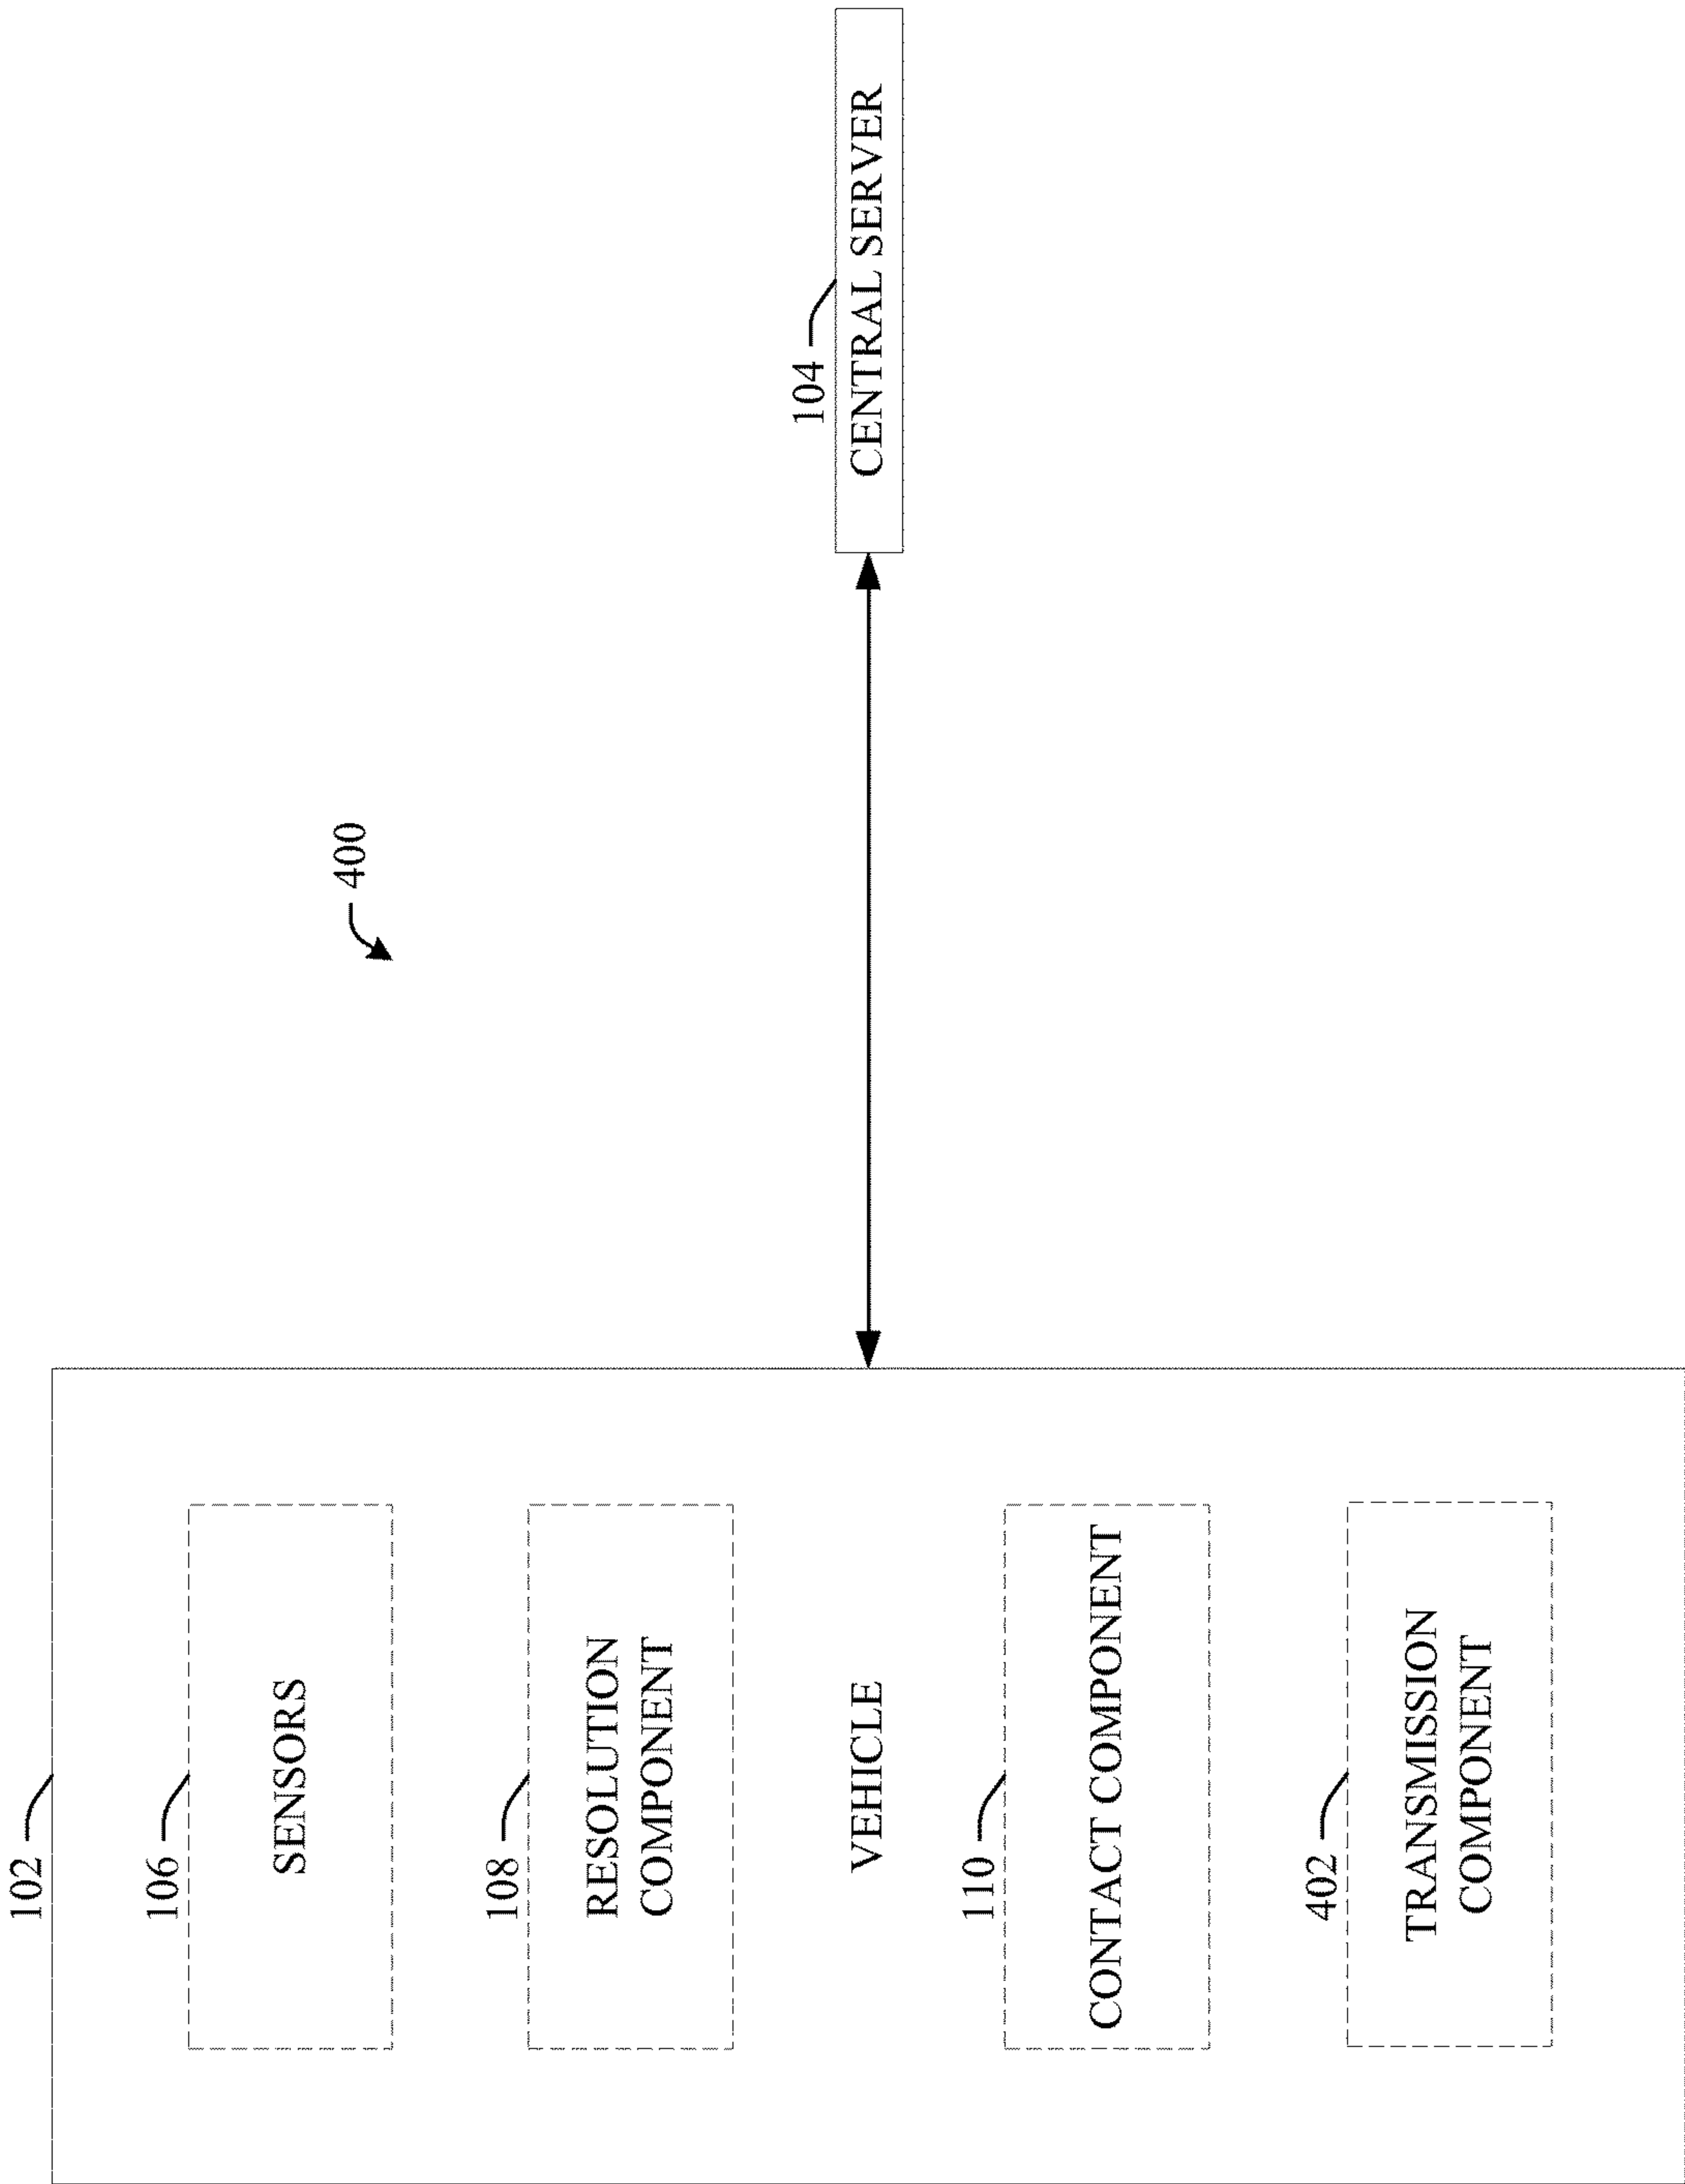 400
102
106
SENSORS
108
RESOLUTION
COMPONENT
VEHICLE
110
CONTACT COMPONENT
402
TRANSMISSION
COMPONENT
104
CENTRAL SERVER